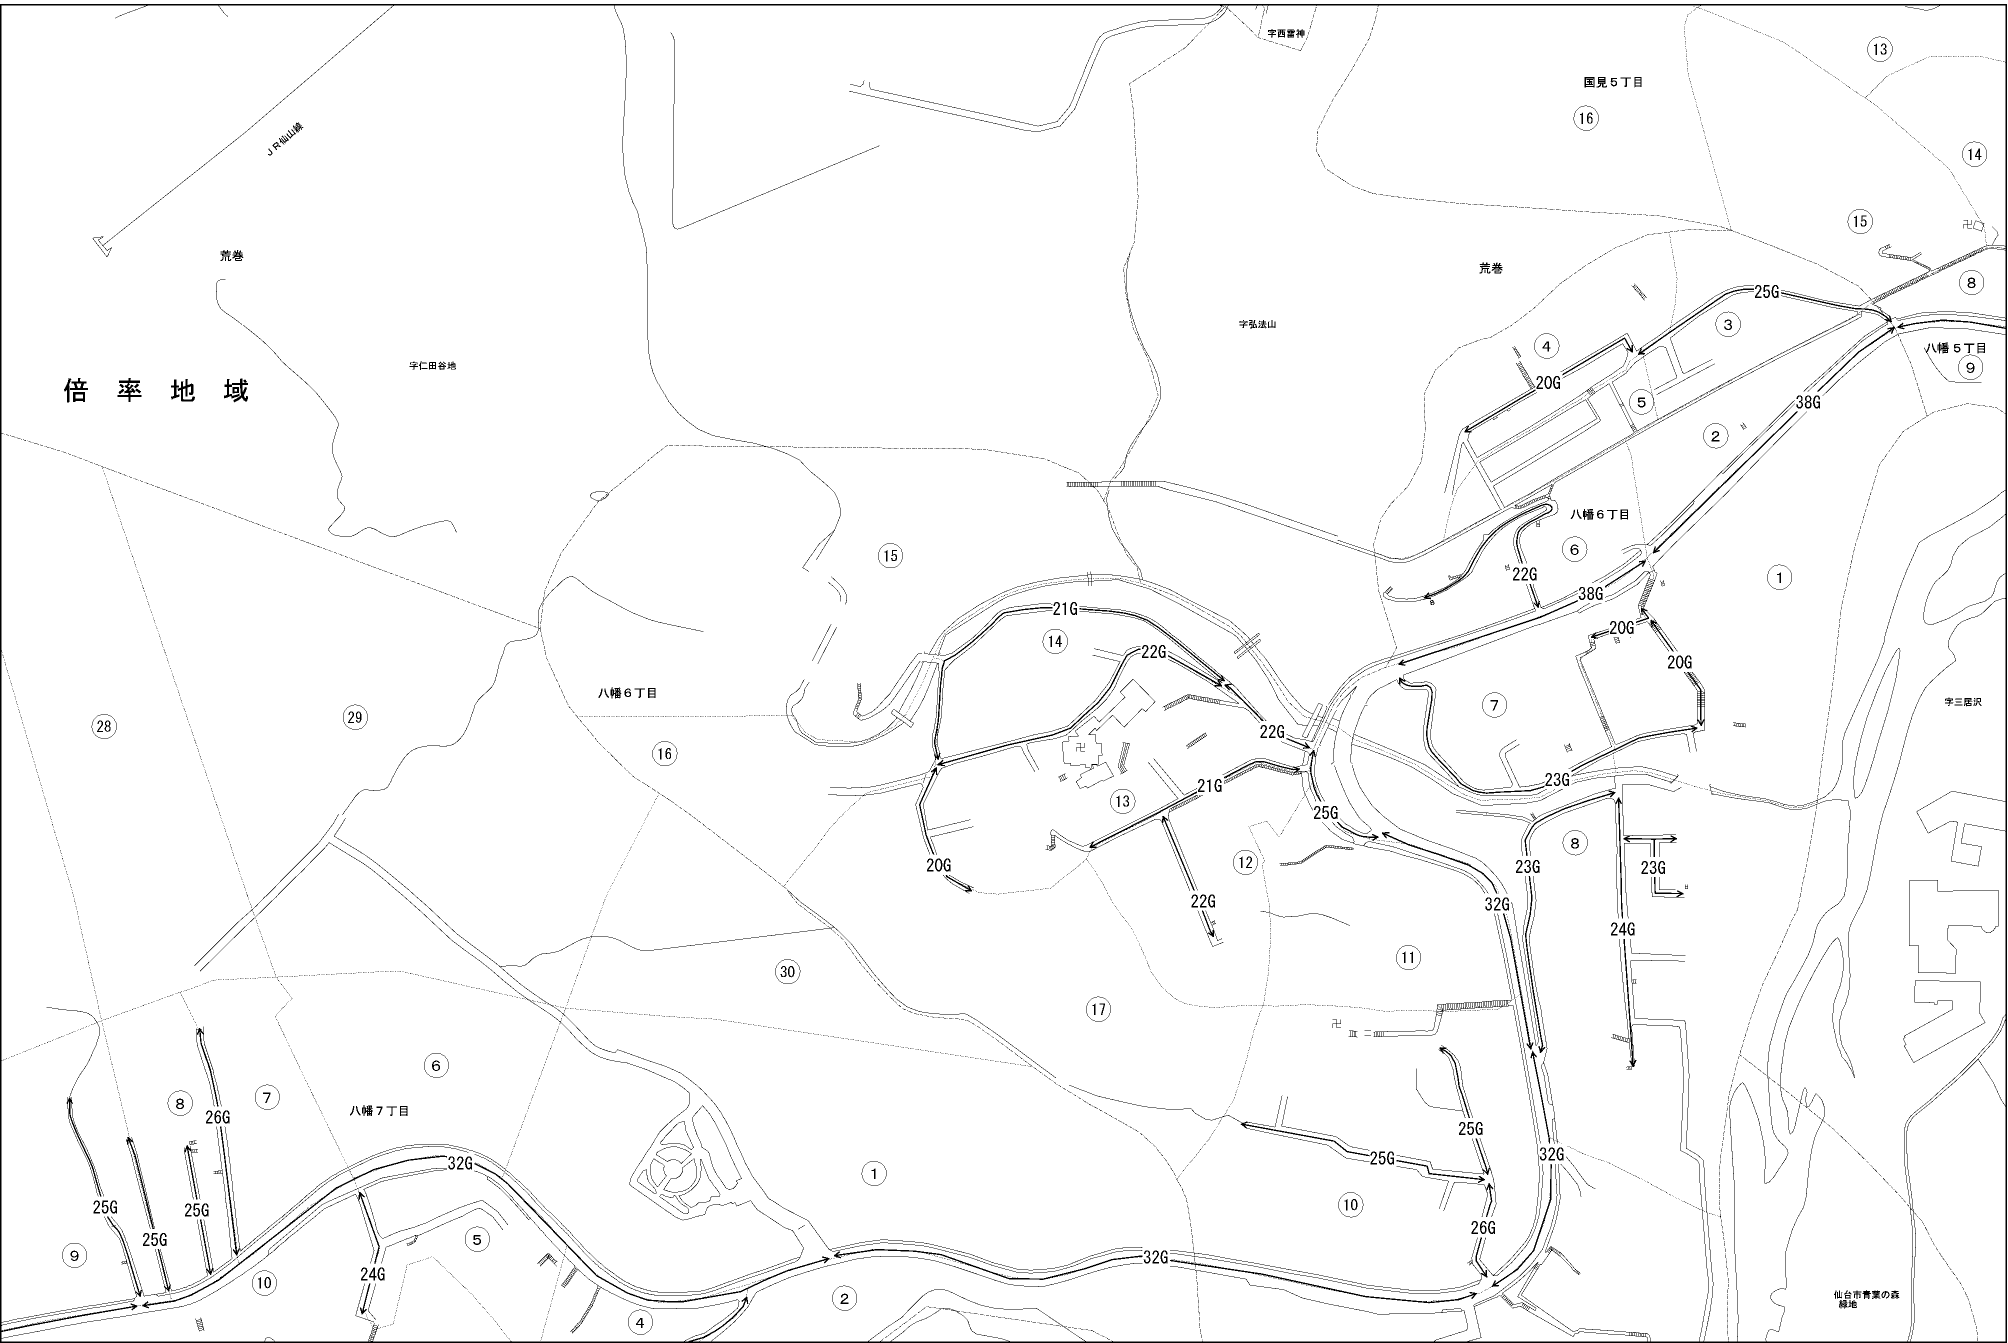 字西雷神
国見５丁目
13
16
ＪＲ仙山線
14
15
荒巻
荒巻
8
25G
字弘法山
3
4
八幡５丁目
字仁田谷地
9
20G
倍率地域
5
38G
2
八幡６丁目
15
6
22G
1
38G
21G
20G
14
22G
20G
八幡６丁目
字三居沢
7
29
28
22G
16
23G
21G
13
25G
8
12
20G
23G
23G
22G
32G
24G
11
30
17
6
7
8
八幡７丁目
26G
25G
32G
32G
25G
1
10
25G
25G
26G
25G
5
9
32G
24G
10
2
仙台市青葉の森
緑地
4